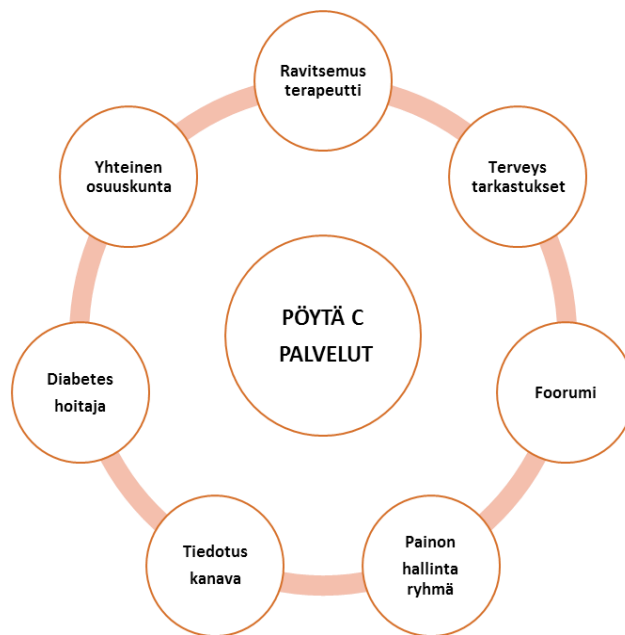 Ravitsemus
terapeutti
Terveys
tarkastukset
Foorumi
Painon
hallinta
ryhmä
Tiedotus
kanava
Diabetes
hoitaja
Yhteinen
osuuskunta
PÖYTÄ C
PALVELUT